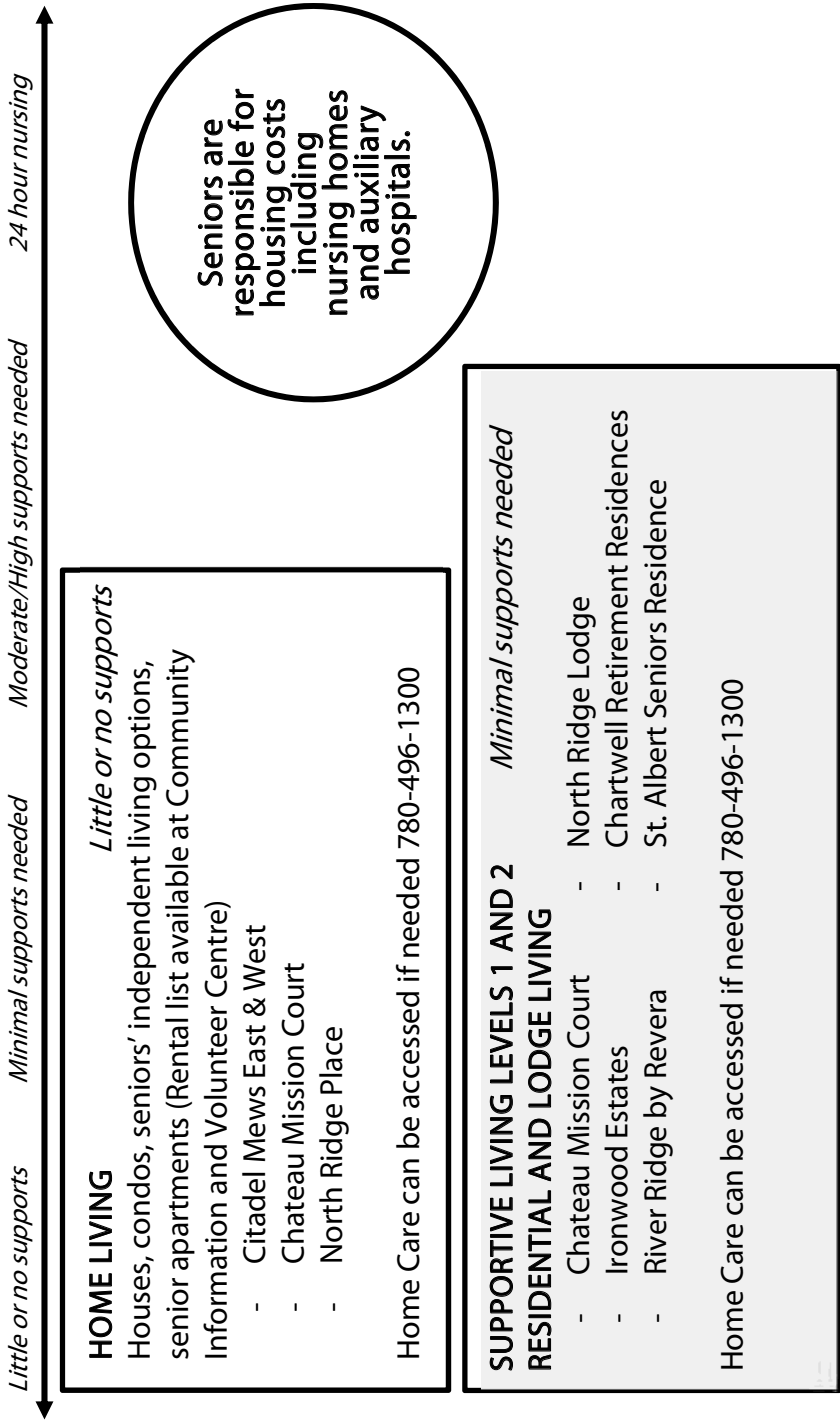 Little or no supports Minimal supports needed Moderate/High supports needed 24 hour nursing
HOME LIVING Little or no supports
Houses, condos, seniors’ independent living options,
senior apartments (Rental list available at Community
Information and Volunteer Centre)
- Citadel Mews East & West
- Chateau Mission Court
- North Ridge Place
Home Care can be accessed if needed 780-496-1300
Seniors are
responsible for
housing costs
including
nursing homes
and auxiliary
hospitals.
SUPPORTIVE LIVING LEVELS 1 AND 2 Minimal supports needed
RESIDENTIAL AND LODGE LIVING
- Chateau Mission Court - North Ridge Lodge
- Ironwood Estates - Chartwell Retirement Residences
- River Ridge by Revera - St. Albert Seniors Residence
Home Care can be accessed if needed 780-496-1300